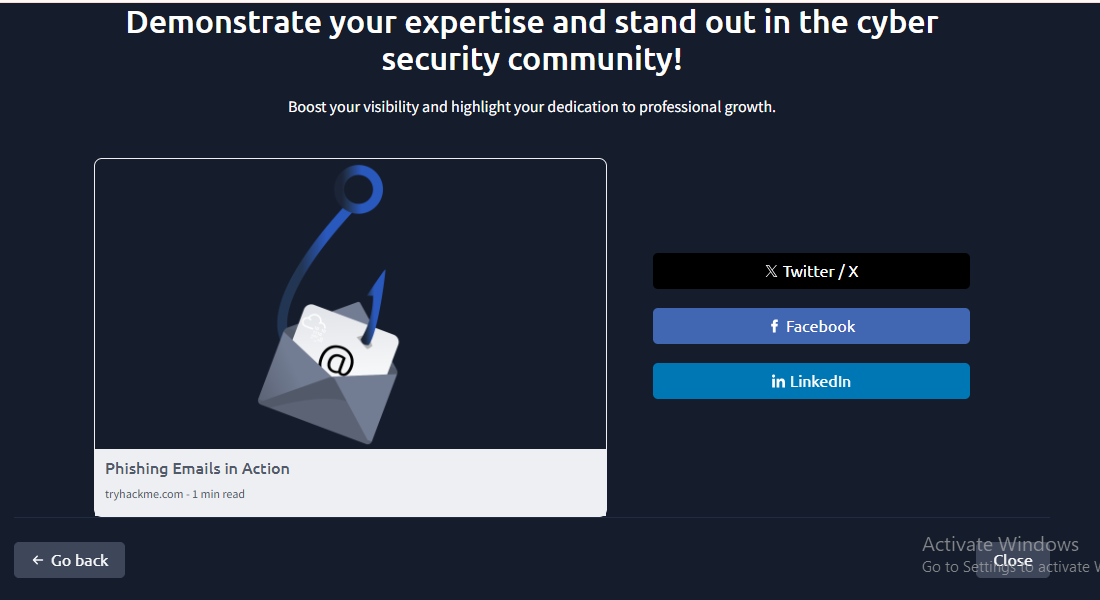 Demonstrate your expertise and stand out in the cyber
security community!
Boost your visibility and highlight your dedication to professional growth.
@
𝕏 Twitter / X
f Facebook
in LinkedIn
Phishing Emails in Action
tryhackme.com - 1 min read
← Go back
Activate Windows
Close
Go to Settings to activate W